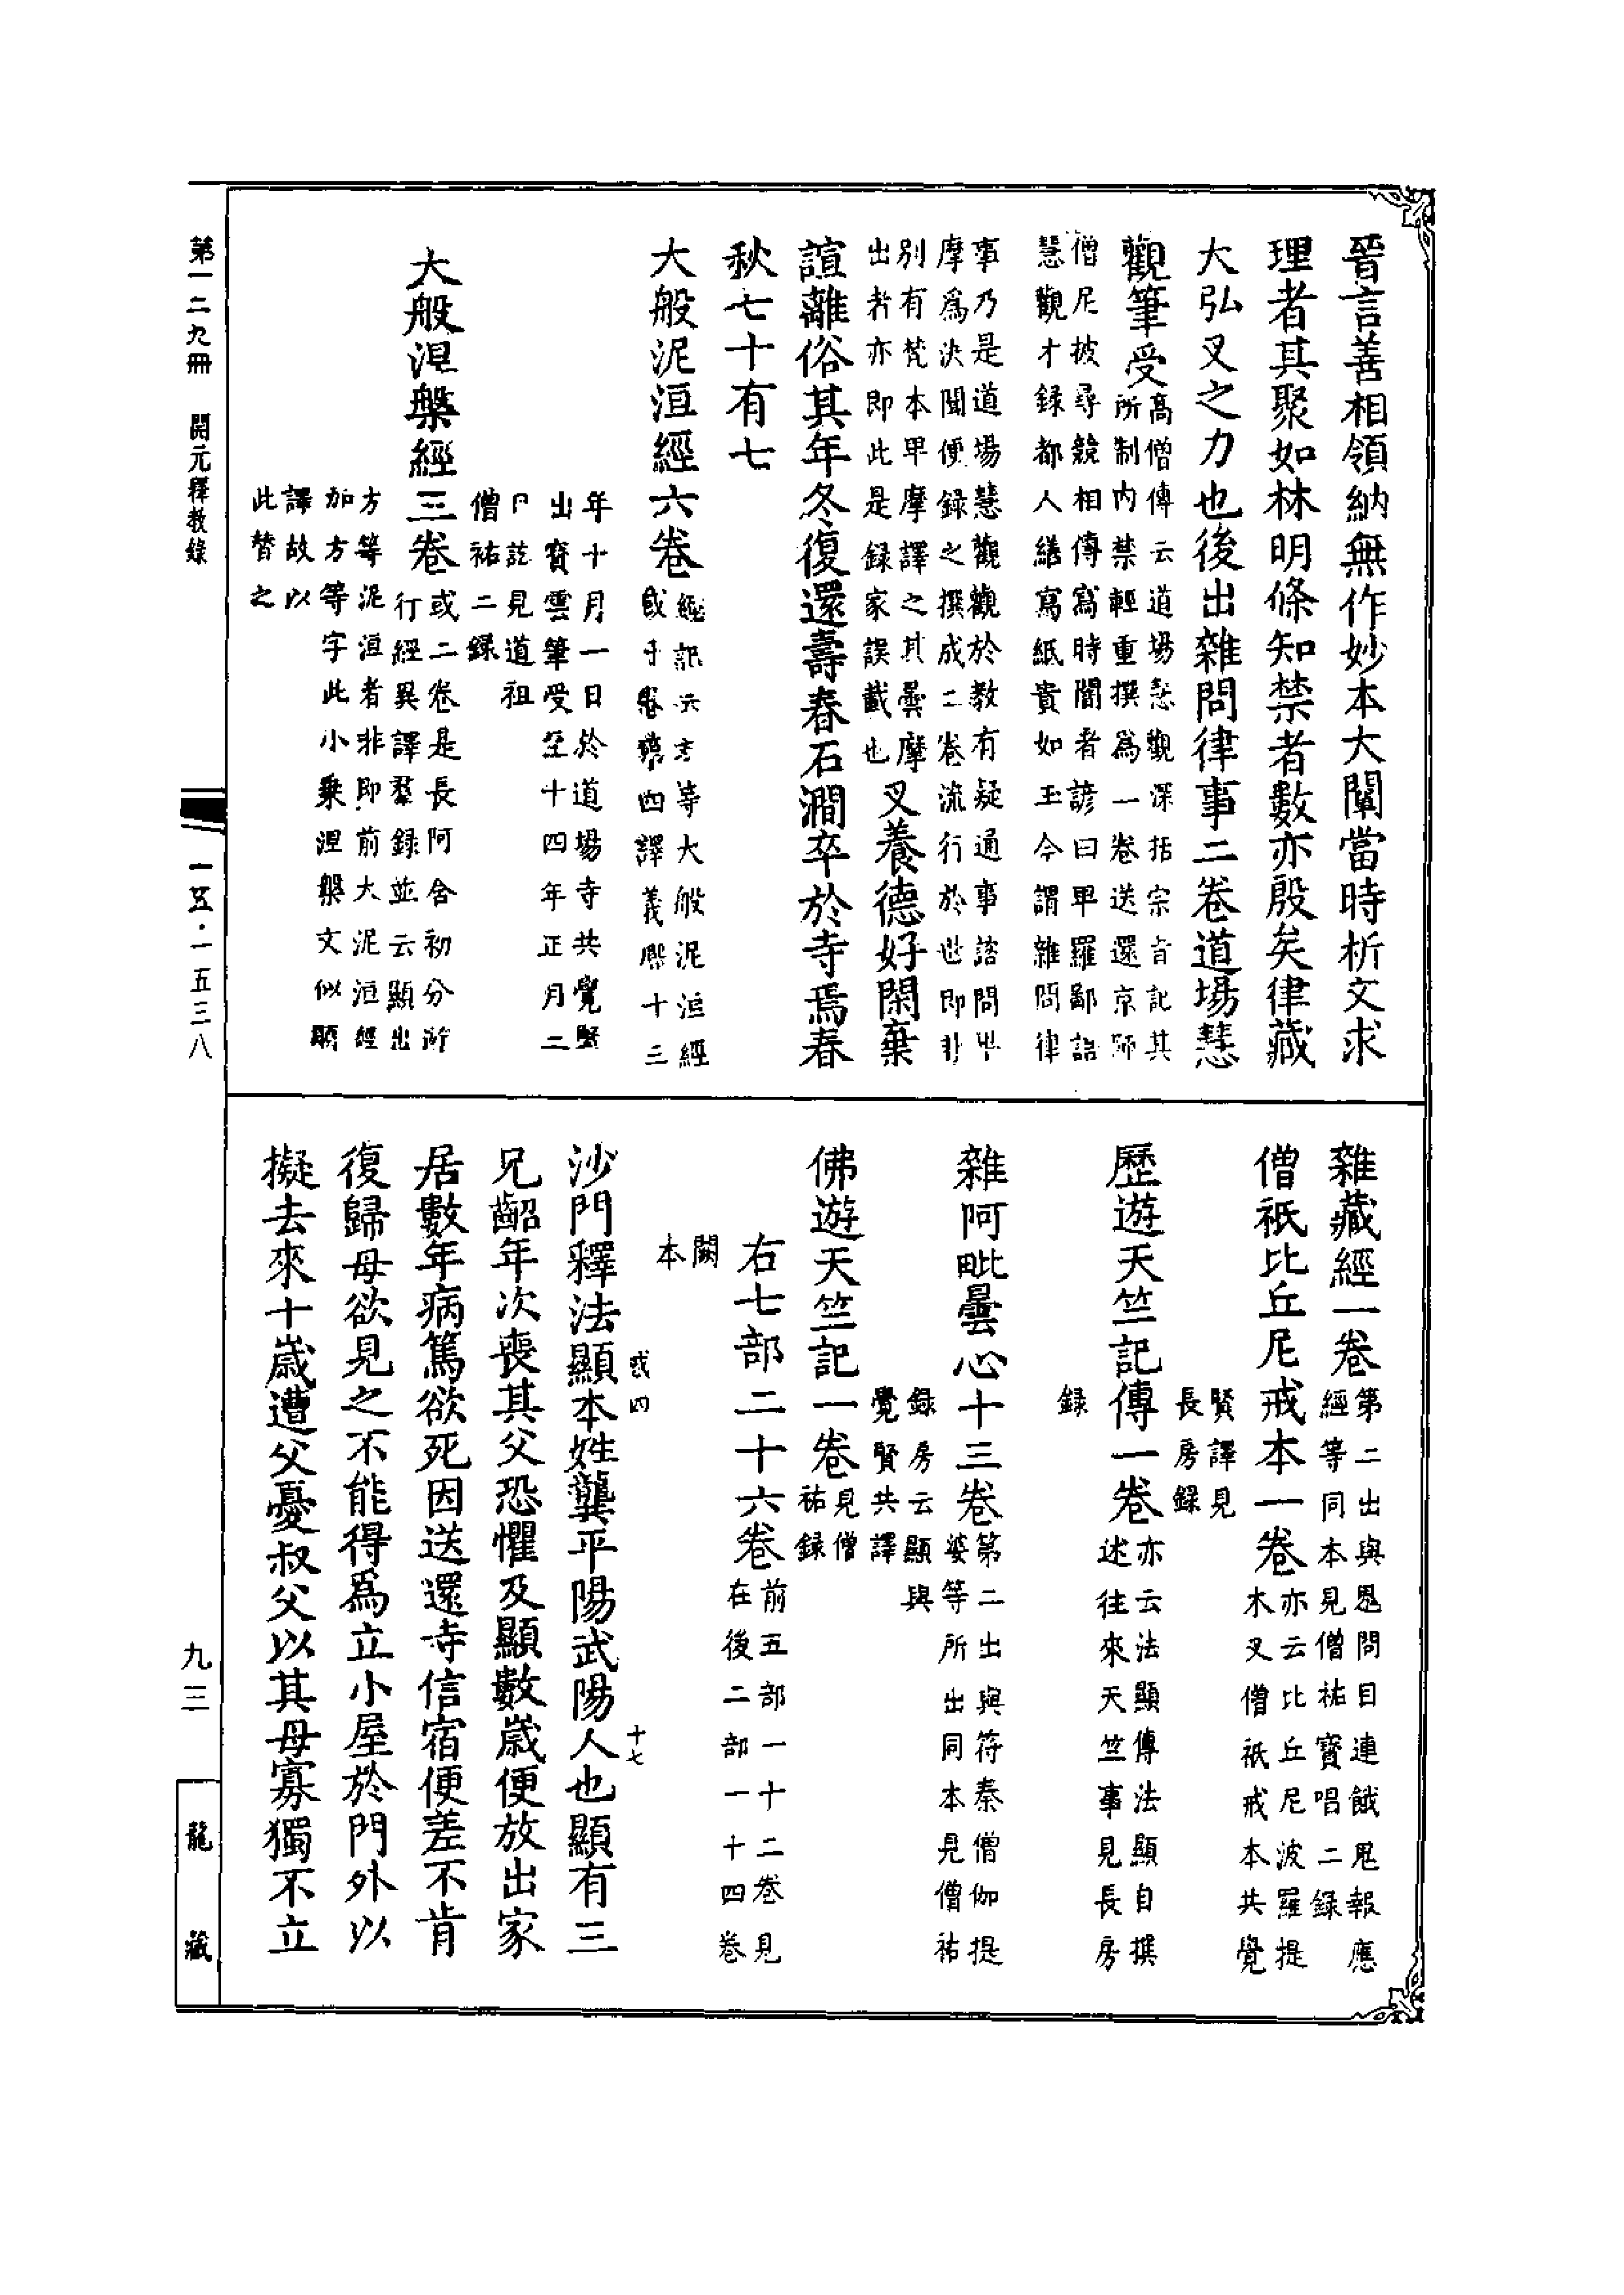 晉言善相領納無作妙本大闡當時析文求
理者其聚如林明條知禁者數亦殷矣律藏
大弘叉之力也後出雜問律事二卷道場慧
觀筆受
高僧傳云道場慧觀深括宗旨記其
所制内禁輕重撰為一卷送還京師
僧尼披尋競相傳寫時聞者諺曰卑羅鄙語
慧觀才録都人繕寫紙貴如玉今謂雜問律
事乃是道場慧觀觀於教有疑通事諮問卑
摩爲決聞便録之撰成二卷流行於世即非
別有梵本卑摩譯之其曇摩
出者亦即此是録家誤載也
叉養德好閑棄
諠離俗其年冬復還壽春石澗卒於寺焉春
秋七十有七
大般泥洹經六卷
經記云方等大般泥洹經
或十卷第四譯義熙十三
年十月一日於道場寺共覺賢
出寶雲筆受至十四年正月二
日訖見道祖
僧祐二録
大般涅槃經三卷
或二卷是長阿含初分所
行經異譯羣録並云顯出
方等泥洹者非即前大泥洹經
加方等字此小乗涅槃文似顯
譯故以
此替之
雜藏經一卷
第二出與鬼問目連餓鬼報應
經等同本見僧祐寶唱二録
僧祇比丘尼戒本一卷
亦云比丘尼波羅提
木叉僧祇戒本共覺
賢譯見
長房録
歷遊天竺記傳一卷
亦云法顯傳法顯自撰
述往來天竺事見長房
録
雜阿毗曇心十三卷
第二出與符秦僧伽提
婆等所出同本見僧祐
録房云顯與
覺賢共譯
佛遊天竺記一卷
見僧
祐録
右七部二十六卷
前五部一十二卷見
在後二部一十四卷
闕
本
沙門釋法顯本姓龔平陽武陽人也顯有三
兄齠年次喪其父恐懼及顯數歲便放出家
居數年病篤欲死因送還寺信宿便差不肯
復歸母欲見之不能得爲立小屋於門外以
擬去來十歲遭父憂叔父以其母寡獨不立
或四
十七
第一二九冊　開元釋教錄
一五·一五三八
九三
龍藏